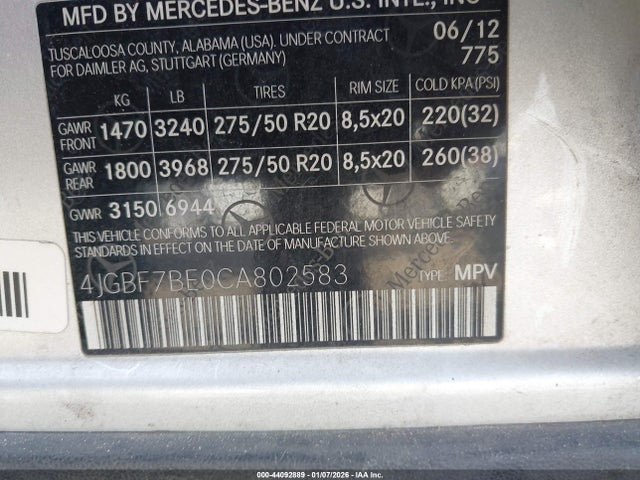 MFD BY MERCEDES-BENZ U.S. INTL., INC
TUSCALOOSA COUNTY, ALABAMA (USA). UNDER CONTRACT 06/12
FOR DAIMLER AG, STUTTGART (GERMANY) 775
KG LB TIRES RIM SIZE COLD KPA(PSI)
GAWR FRONT 1470 3240 275/50 R20 8,5x20 220(32)
GAWR REAR 1800 3968 275/50 R20 8,5x20 260(38)
GVWR 3150 6944
THIS VEHICLE CONFORMS TO ALL APPLICABLE FEDERAL MOTOR VEHICLE SAFETY
STANDARDS IN EFFECT ON THE DATE OF MANUFACTURE SHOWN ABOVE.
4JGBF7BE0CA802583 TYPE: MPV
000-44092889 | 01/07/2026 | IAA Inc.